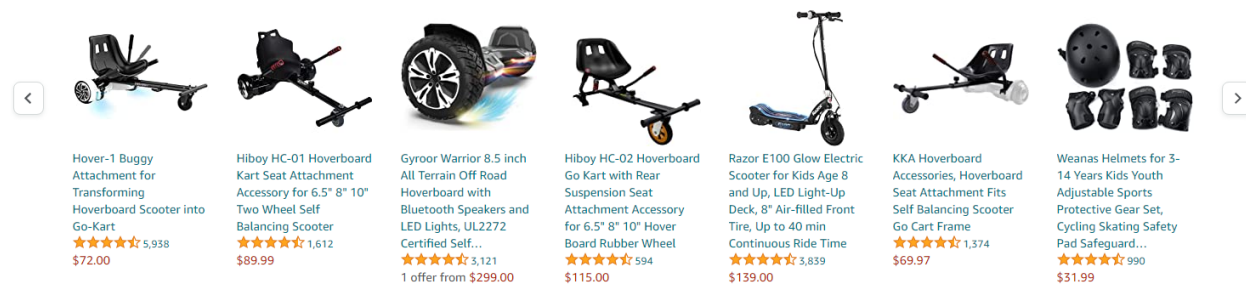 Hover-1 Buggy
Attachment for
Transforming
Hoverboard Scooter into
Go-Kart
5,938
$72.00
Hiboy HC-01 Hoverboard
Kart Seat Attachment
Accessory for 6.5" 8" 10"
Two Wheel Self
Balancing Scooter
1,612
$89.99
Gyroor Warrior 8.5 inch
All Terrain Off Road
Hoverboard with
Bluetooth Speakers and
LED Lights, UL2272
Certified Self...
3,121
1 offer from $299.00
Hiboy HC-02 Hoverboard
Go Kart with Rear
Suspension Seat
Attachment Accessory
for 6.5" 8" 10" Hover
Board Rubber Wheel
594
$115.00
Razor E100 Glow Electric
Scooter for Kids Age 8
and Up, LED Light-Up
Deck, 8" Air-filled Front
Tire, Up to 40 min
Continuous Ride Time
3,839
$139.00
KKA Hoverboard
Accessories, Hoverboard
Seat Attachment Fits
Self Balancing Scooter
Go Cart Frame
1,374
$69.97
Weanas Helmets for 3-
14 Years Kids Youth
Adjustable Sports
Protective Gear Set,
Cycling Skating Safety
Pad Safeguard...
990
$31.99